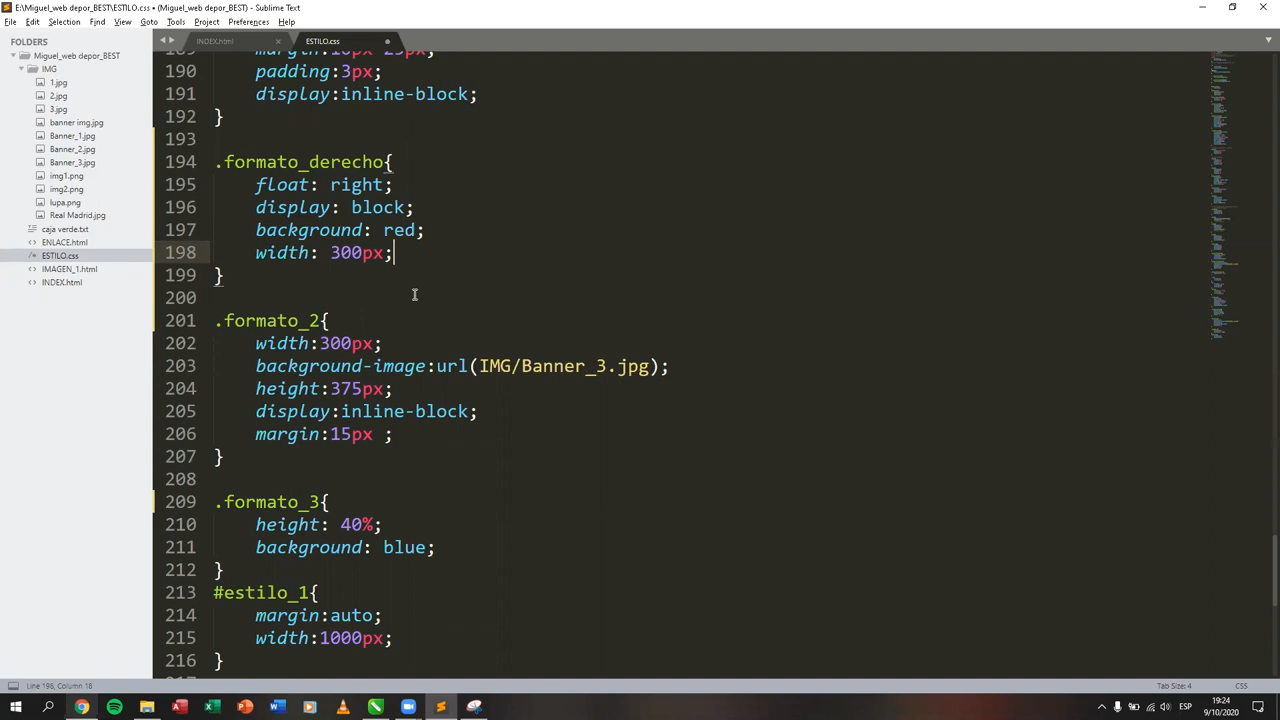 E:\Miguel_web depor_BEST\ESTILO.css • (Miguel_web depor_BEST) - Sublime Text
File Edit Selection Find View Goto Tools Project Preferences Help
FOLDERS
Miguel_web depor_BEST
IMG
1.jpg
2.jpg
3.jpg
banner img.jpg
Banner_1.jpg
Banner_2.jpg
Banner_3.jpg
img1.png
img2.png
lupa.png
Real Madrid.jpg
caja verde.txt
ENLACE.html
ESTILO.css
IMAGEN_1.html
INDEX.html
INDEX.html ESTILO.css
190 padding:3px;
191 display:inline-block;
192 }
193
194 .formato_derecho{
195 float: right;
196 display: block;
197 background: red;
198 width: 300px;
199 }
200
201 .formato_2{
202 width:300px;
203 background-image:url(IMG/Banner_3.jpg);
204 height:375px;
205 display:inline-block;
206 margin:15px ;
207 }
208
209 .formato_3{
210 height: 40%;
211 background: blue;
212 }
213 #estilo_1{
214 margin:auto;
215 width:1000px;
216 }
Line 198, Column 18 Tab Size: 4 CSS
ESP 19:24
9/10/2020